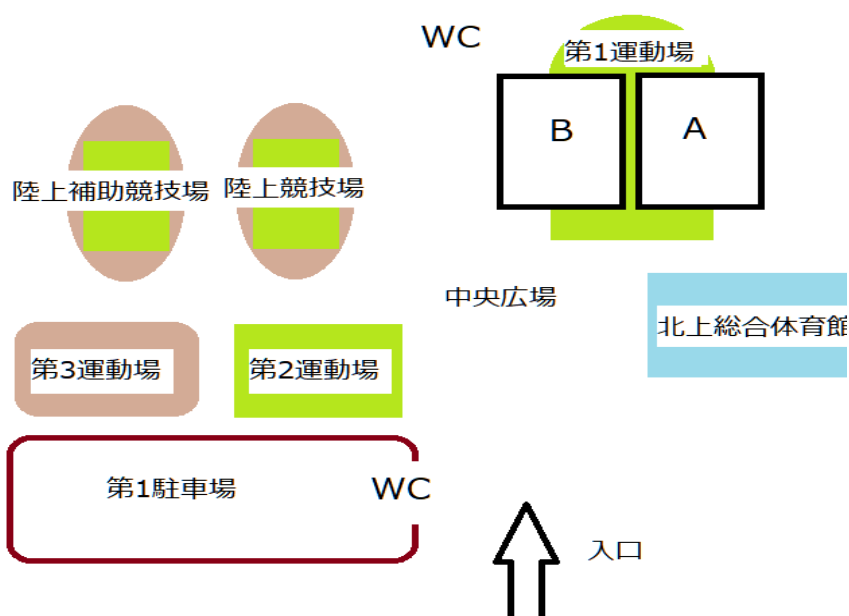 WC
第1運動場
B
A
陸上補助競技場
陸上競技場
中央広場
北上総合体育館
第3運動場
第2運動場
第1駐車場
WC
入口